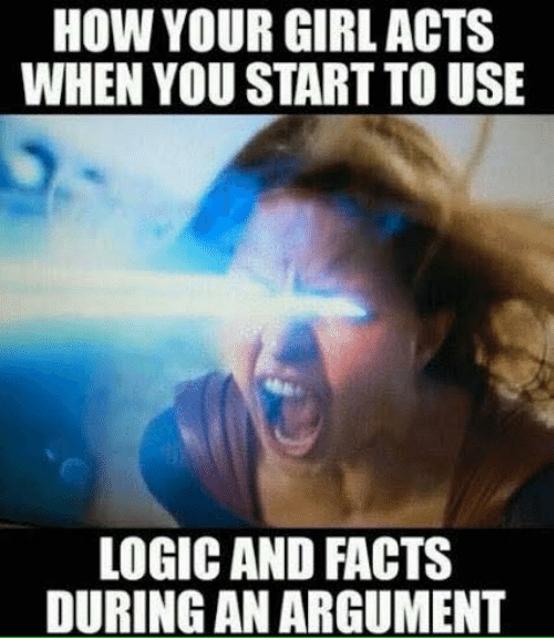 HOW YOUR GIRL ACTS
WHEN YOU START TO USE
LOGIC AND FACTS
DURING AN ARGUMENT